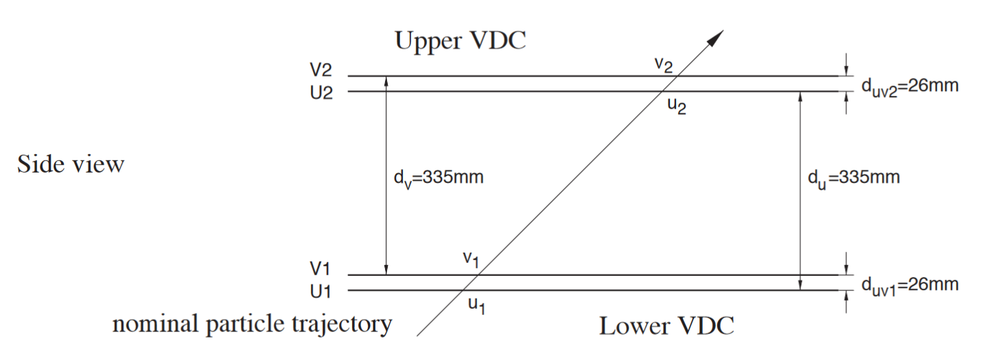 Upper VDC
V2
v2
duv2=26mm
U2
u2
Side view
dv=335mm
du=335mm
V1
v1
duv1=26mm
U1
u1
nominal particle trajectory
Lower VDC